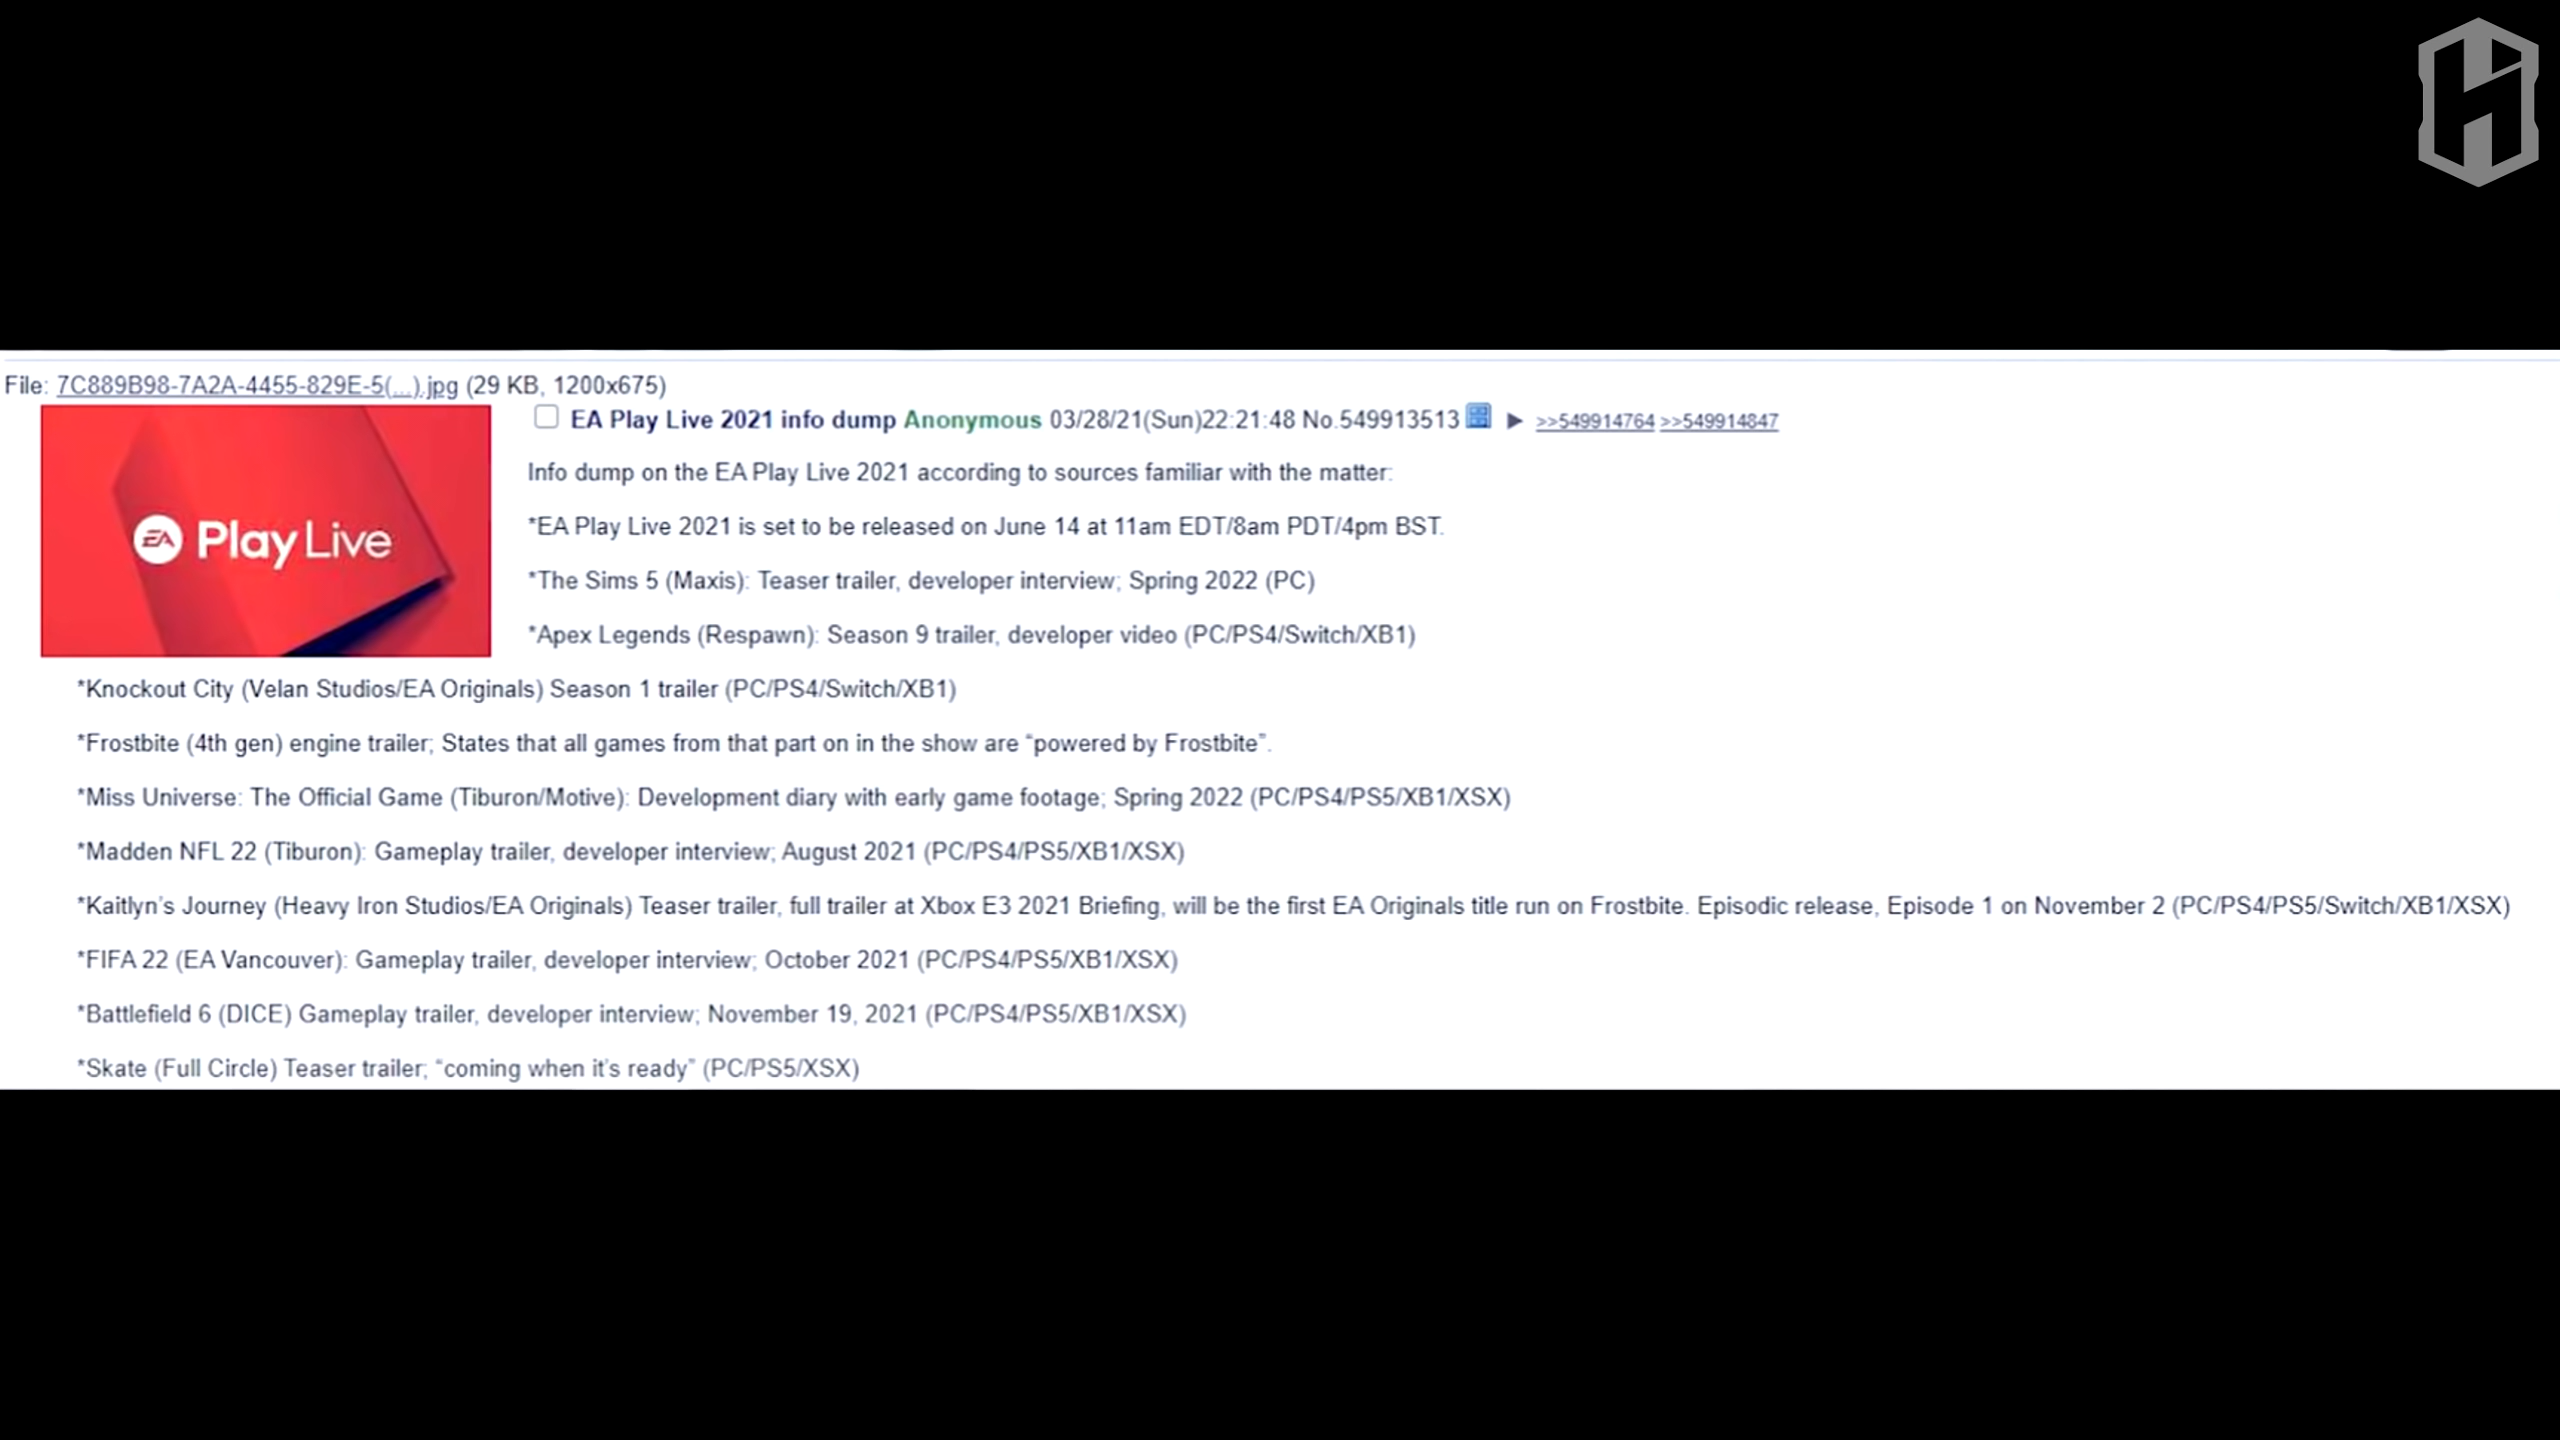 File: 7C889B98-7A2A-4455-829E-5(...).jpg (29 KB, 1200x675)
EA Play Live
EA Play Live 2021 info dump Anonymous 03/28/21(Sun)22:21:48 No.549913513 ▶ >>549914764 >>549914847
Info dump on the EA Play Live 2021 according to sources familiar with the matter:
*EA Play Live 2021 is set to be released on June 14 at 11am EDT/8am PDT/4pm BST.
*The Sims 5 (Maxis): Teaser trailer, developer interview; Spring 2022 (PC)
*Apex Legends (Respawn): Season 9 trailer, developer video (PC/PS4/Switch/XB1)
*Knockout City (Velan Studios/EA Originals) Season 1 trailer (PC/PS4/Switch/XB1)
*Frostbite (4th gen) engine trailer; States that all games from that part on in the show are “powered by Frostbite”.
*Miss Universe: The Official Game (Tiburon/Motive): Development diary with early game footage; Spring 2022 (PC/PS4/PS5/XB1/XSX)
*Madden NFL 22 (Tiburon): Gameplay trailer, developer interview; August 2021 (PC/PS4/PS5/XB1/XSX)
*Kaitlyn's Journey (Heavy Iron Studios/EA Originals) Teaser trailer, full trailer at Xbox E3 2021 Briefing, will be the first EA Originals title run on Frostbite. Episodic release, Episode 1 on November 2 (PC/PS4/PS5/Switch/XB1/XSX)
*FIFA 22 (EA Vancouver): Gameplay trailer, developer interview; October 2021 (PC/PS4/PS5/XB1/XSX)
*Battlefield 6 (DICE) Gameplay trailer, developer interview; November 19, 2021 (PC/PS4/PS5/XB1/XSX)
*Skate (Full Circle) Teaser trailer; “coming when it's ready” (PC/PS5/XSX)